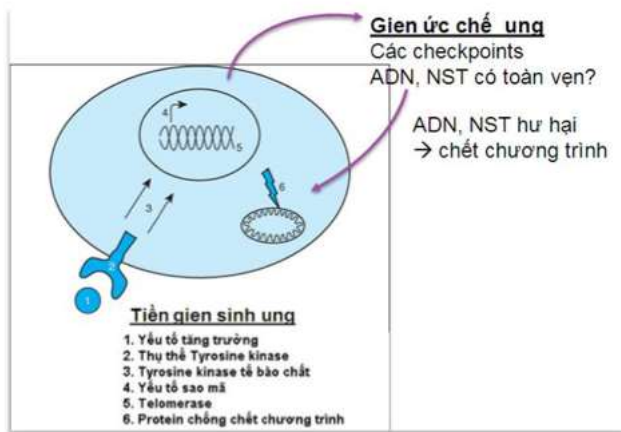 Gien ức chế ung
Các checkpoints
ADN, NST có toàn vẹn?
ADN, NST hư hại
→ chết chương trình
4
5
6
3
2
1
Tiền gien sinh ung
1. Yếu tố tăng trưởng
2. Thụ thể Tyrosine kinase
3. Tyrosine kinase tế bào chất
4. Yếu tố sao mã
5. Telomerase
6. Protein chống chết chương trình